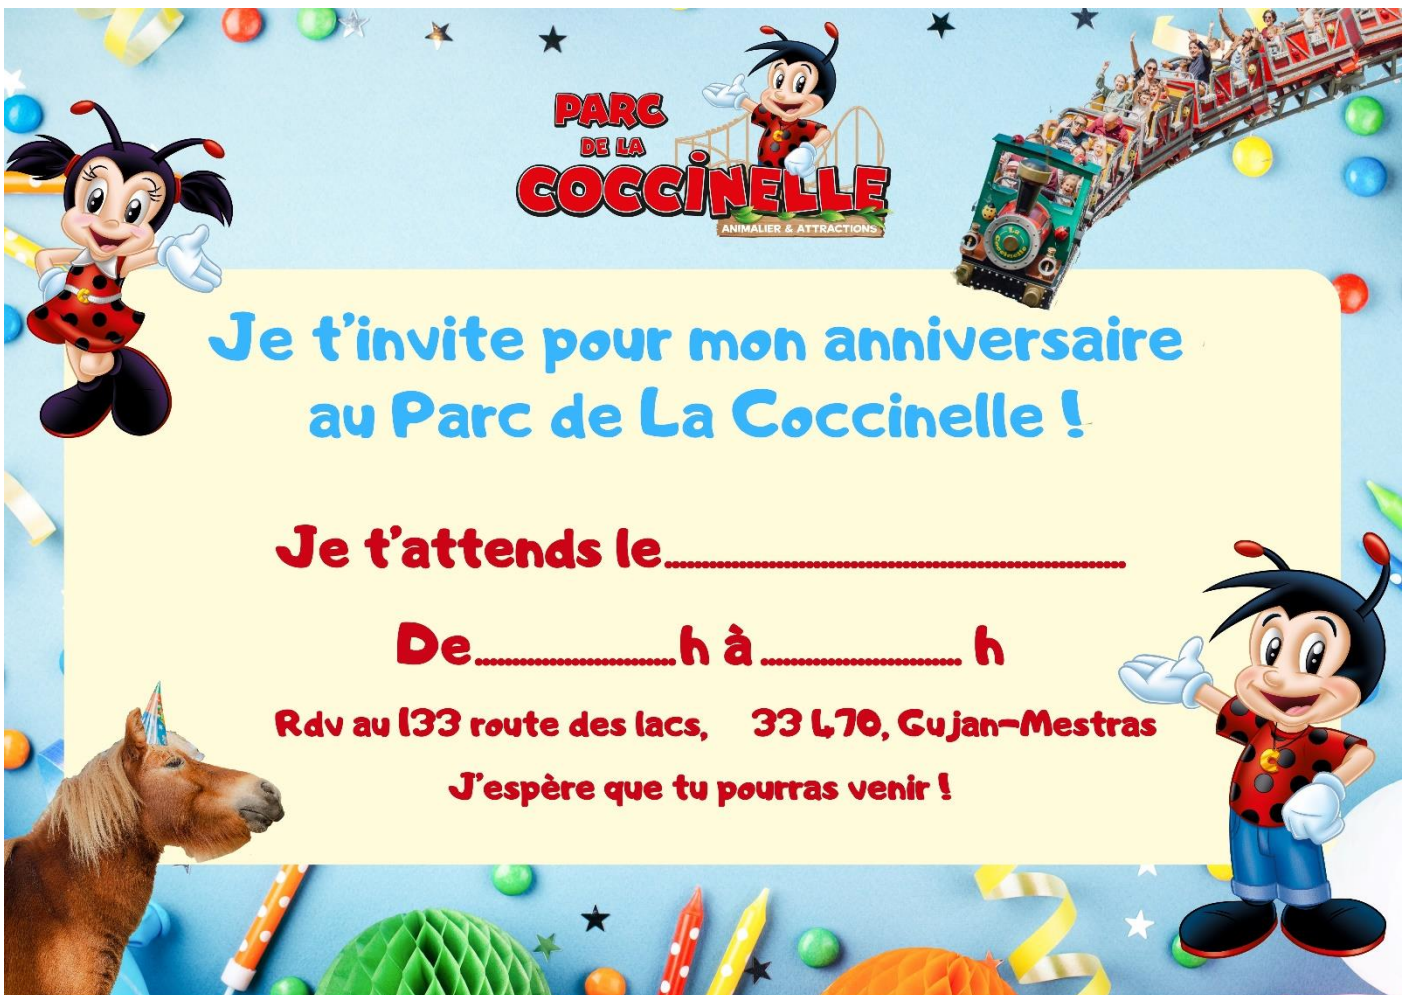 PARC
DE LA
COCCINELLE
ANIMALIER & ATTRACTIONS
Je t'invite pour mon anniversaire
au Parc de La Coccinelle !
Je t'attends le..............................
De....................h à.................... h
Rdv au 133 route des lacs, 33 470, Gujan-Mestras
J'espère que tu pourras venir !